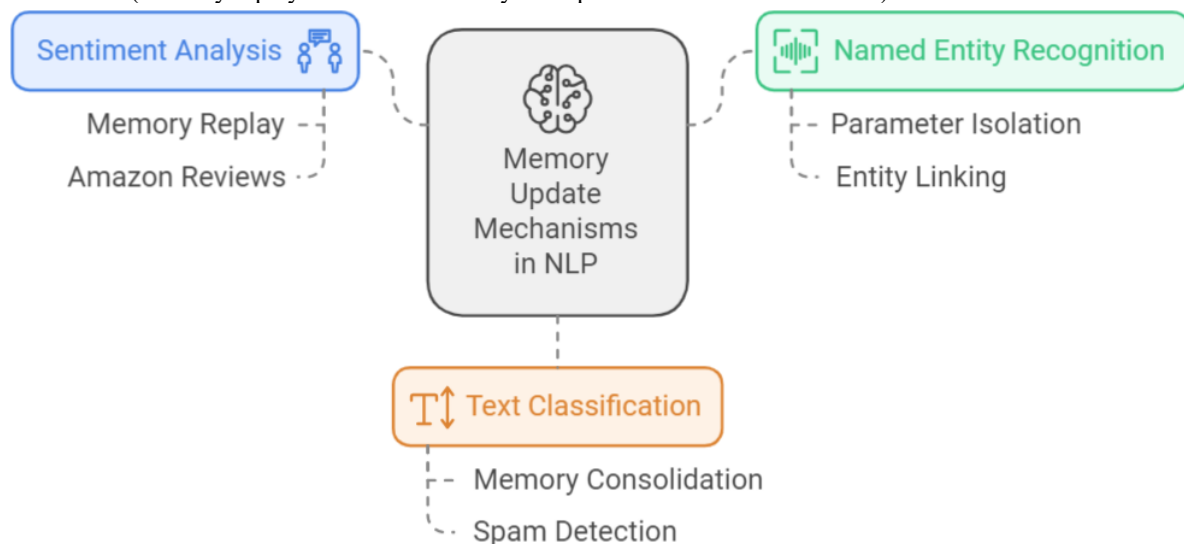 Sentiment Analysis
Memory Replay
Amazon Reviews
Memory
Update
Mechanisms
in NLP
Named Entity Recognition
Parameter Isolation
Entity Linking
Text Classification
Memory Consolidation
Spam Detection